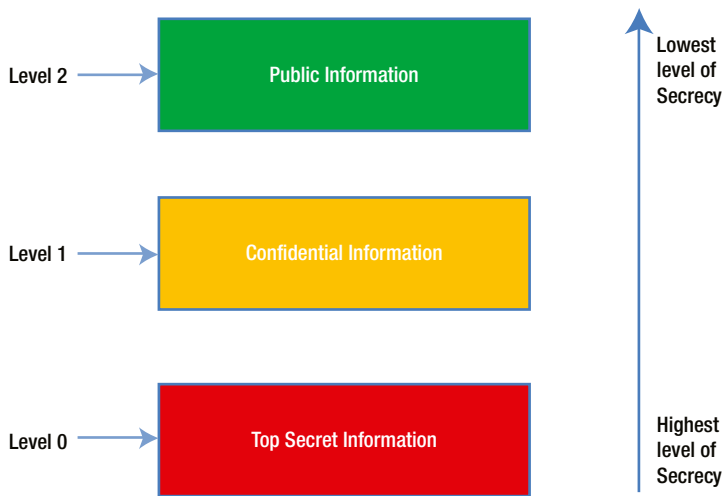 Level 2
Public Information
Lowest
level of
Secrecy
Level 1
Confidential Information
Level 0
Top Secret Information
Highest
level of
Secrecy